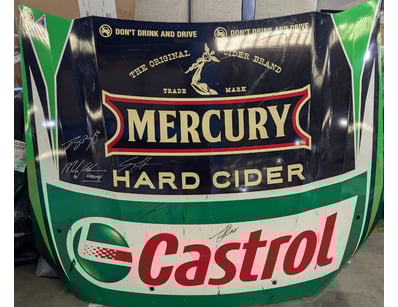 DON'T DRINK AND DRIVE DON'T DRINK AND DRIVE
THE ORIGINAL CIDER BRAND
TRADE MARK
MERCURY
HARD CIDER
Castrol